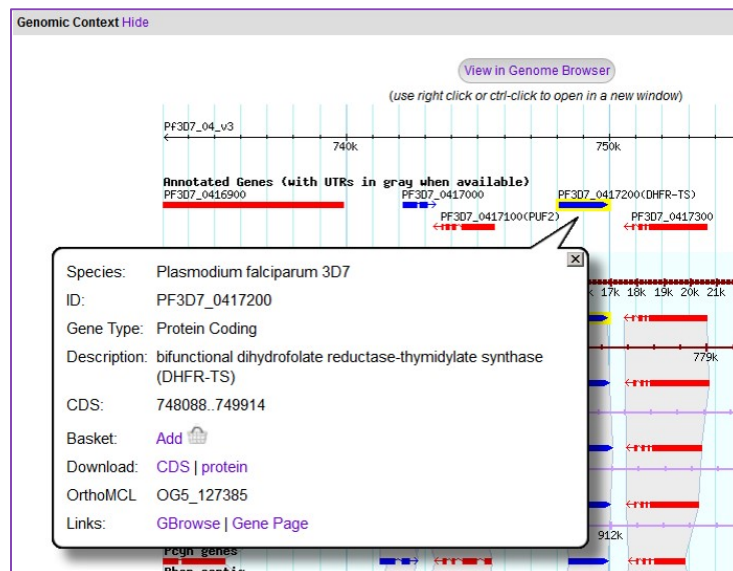 Genomic Context Hide
View in Genome Browser
(use right click or ctrl-click to open in a new window)
Pf3D7_04_v3
740k 750k
Annotated Genes (with UTRs in gray when available)
PF3D7_0416900 PF3D7_0417000 PF3D7_0417200(DHFR-TS)
PF3D7_0417100(PUF2) PF3D7_0417300
Species: Plasmodium falciparum 3D7
ID: PF3D7_0417200
Gene Type: Protein Coding
Description: bifunctional dihydrofolate reductase-thymidylate synthase
(DHFR-TS)
CDS: 748088..749914
Basket: Add
Download: CDS | protein
OrthoMCL OG5_127385
Links: GBrowse | Gene Page
17k 18k 19k 20k 21k
779k
912k
Pcyn genes